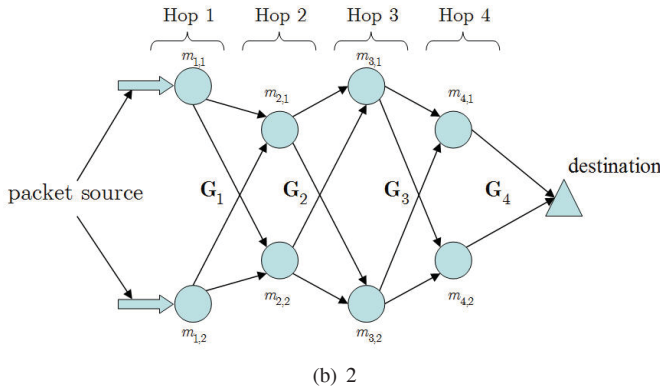 Hop 1 Hop 2 Hop 3 Hop 4
m1,1 m3,1
m2,1 m4,1
destination
packet source G1 G2 G3 G4
m2,2 m4,2
m1,2 m3,2
(b) 2